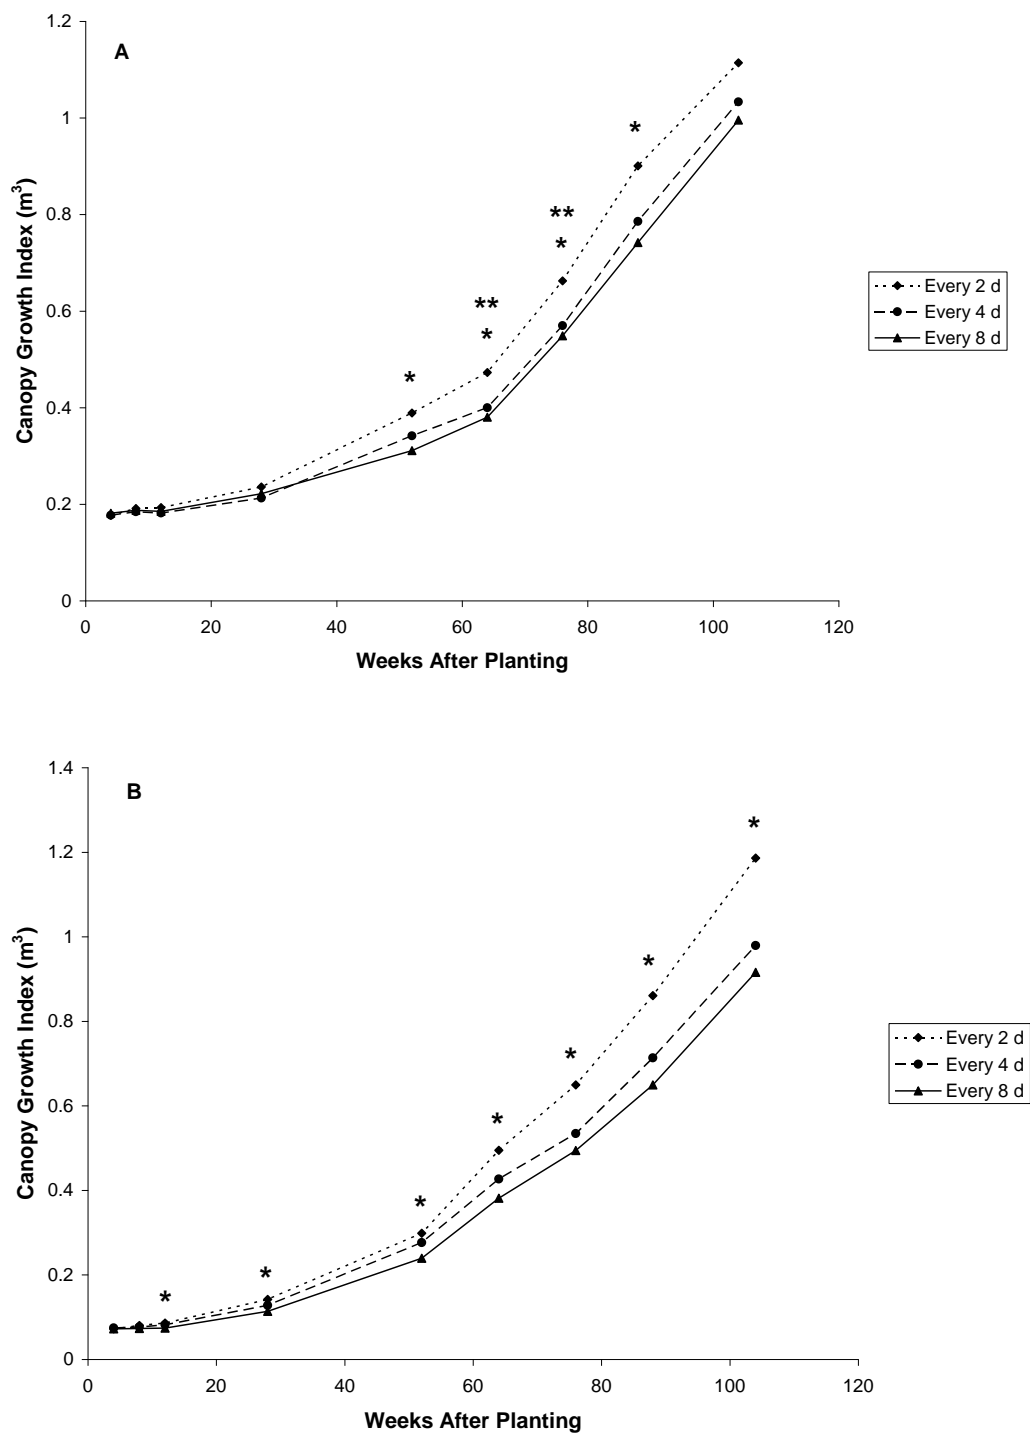 A
1.2
1
0.8
0.6
0.4
0.2
0
Canopy Growth Index (m³)
*
**
*
**
*
*
0 20 40 60 80 100 120
Weeks After Planting
Every 2 d
Every 4 d
Every 8 d
B
1.4
1.2
1
0.8
0.6
0.4
0.2
0
Canopy Growth Index (m³)
*
*
*
*
*
*
*
0 20 40 60 80 100 120
Weeks After Planting
Every 2 d
Every 4 d
Every 8 d